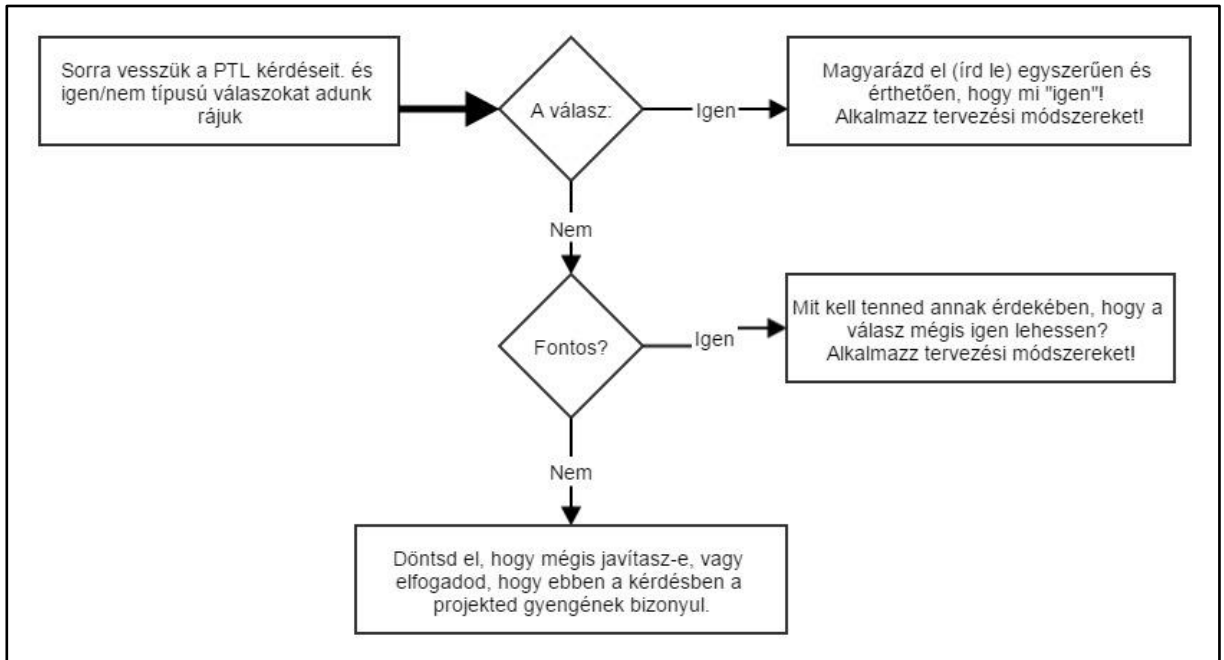 Sorra vesszük a PTL kérdéseit. és
igen/nem típusú válaszokat adunk
rájuk
A válasz:
Igen
Magyarázd el (írd le) egyszerűen és
érthetően, hogy mi "igen"!
Alkalmazz tervezési módszereket!
Nem
Fontos?
Igen
Mit kell tenned annak érdekében, hogy a
válasz mégis igen lehessen?
Alkalmazz tervezési módszereket!
Nem
Döntsd el, hogy mégis javítasz-e, vagy
elfogadod, hogy ebben a kérdésben a
projekted gyengének bizonyul.